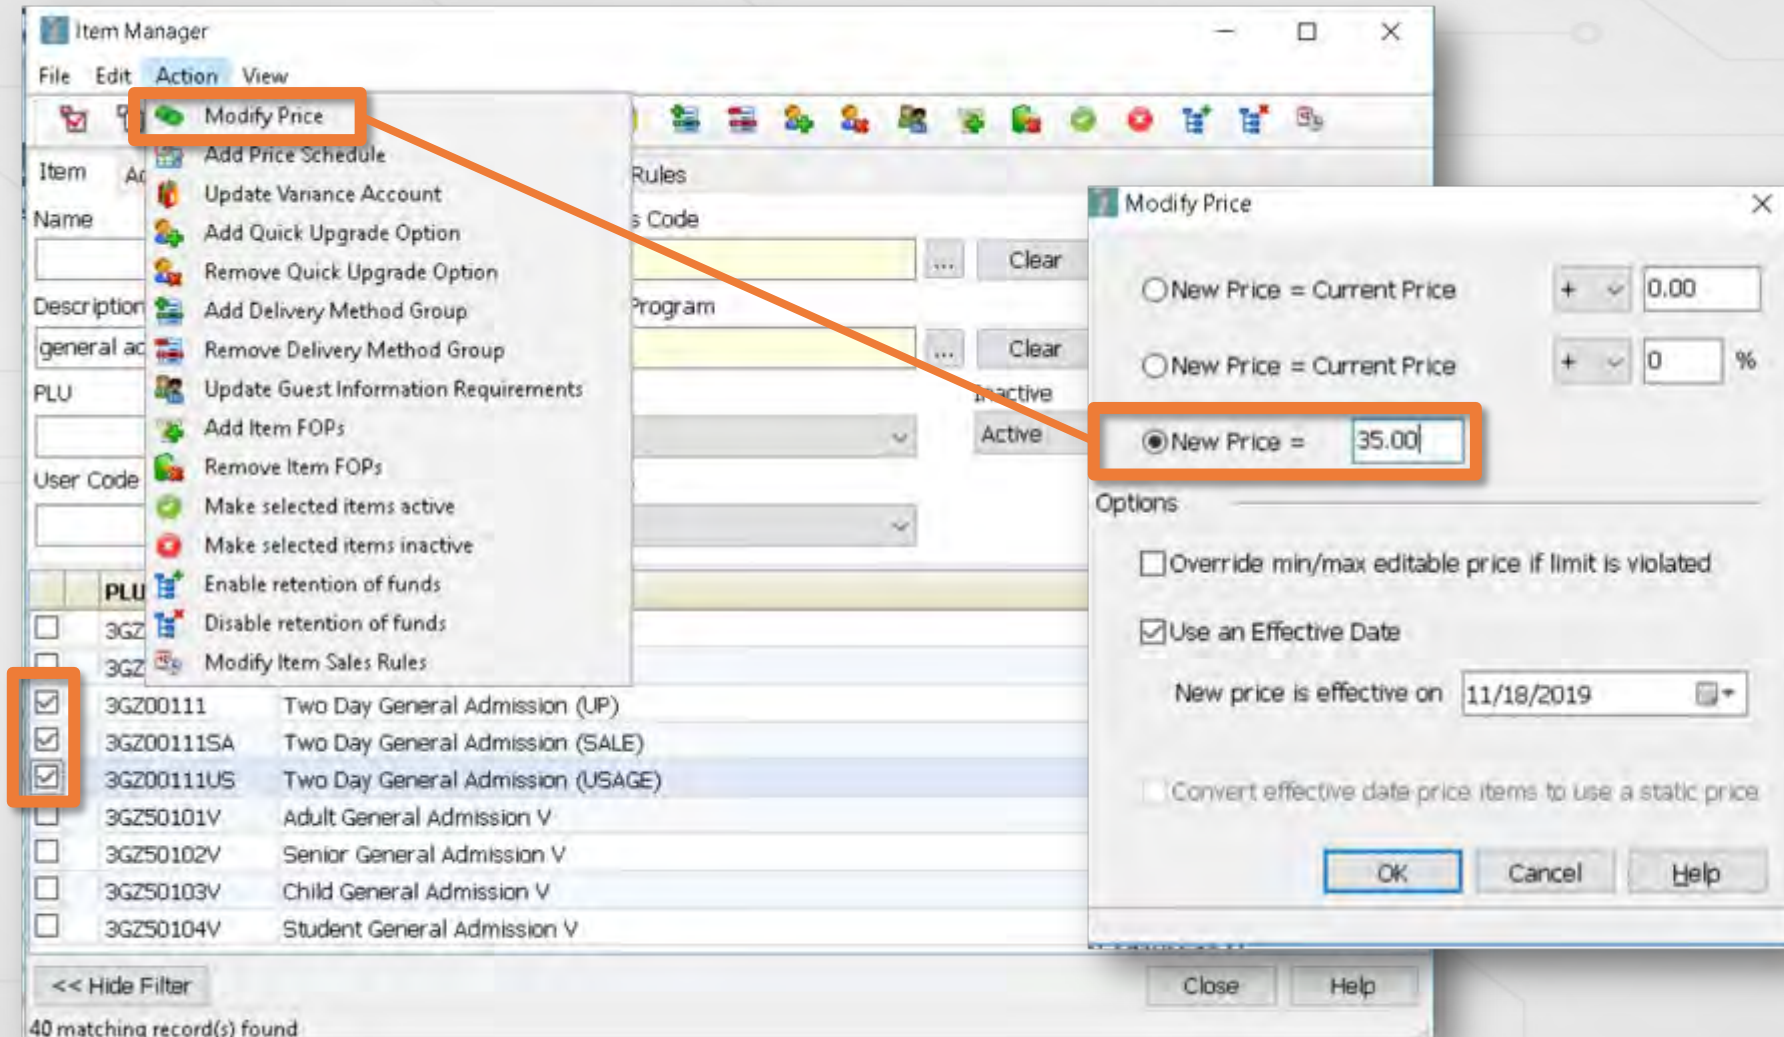 Item Manager
File Edit Action View
Modify Price
Add Price Schedule
Update Variance Account
Add Quick Upgrade Option
Remove Quick Upgrade Option
Add Delivery Method Group
Remove Delivery Method Group
Update Guest Information Requirements
Add Item FOPs
Remove Item FOPs
Make selected items active
Make selected items inactive
Enable retention of funds
Disable retention of funds
Modify Item Sales Rules
Item Rules
Name s Code
... Clear
Description Program
general ac ... Clear
PLU Inactive
Active
User Code
PLU
3GZ
3GZ
3GZ00111 Two Day General Admission (UP)
3GZ00111SA Two Day General Admission (SALE)
3GZ00111US Two Day General Admission (USAGE)
3GZ50101V Adult General Admission V
3GZ50102V Senior General Admission V
3GZ50103V Child General Admission V
3GZ50104V Student General Admission V
<< Hide Filter Close Help
40 matching record(s) found
Modify Price
New Price = Current Price + 0.00
New Price = Current Price + 0 %
New Price = 35.00
Options
Override min/max editable price if limit is violated
Use an Effective Date
New price is effective on 11/18/2019
Convert effective date price items to use a static price
OK Cancel Help